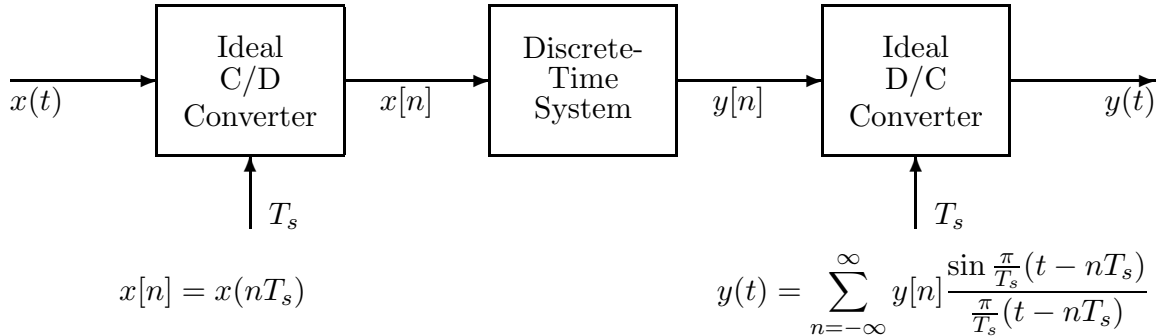 Ideal
C/D
Converter
Discrete-
Time
System
Ideal
D/C
Converter
x(t)
x[n]
y[n]
y(t)
T_s
T_s
x[n] = x(nT_s)
y(t) = \sum_{n=-\infty}^{\infty} y[n] \frac{\sin \frac{\pi}{T_s}(t - nT_s)}{\frac{\pi}{T_s}(t - nT_s)}